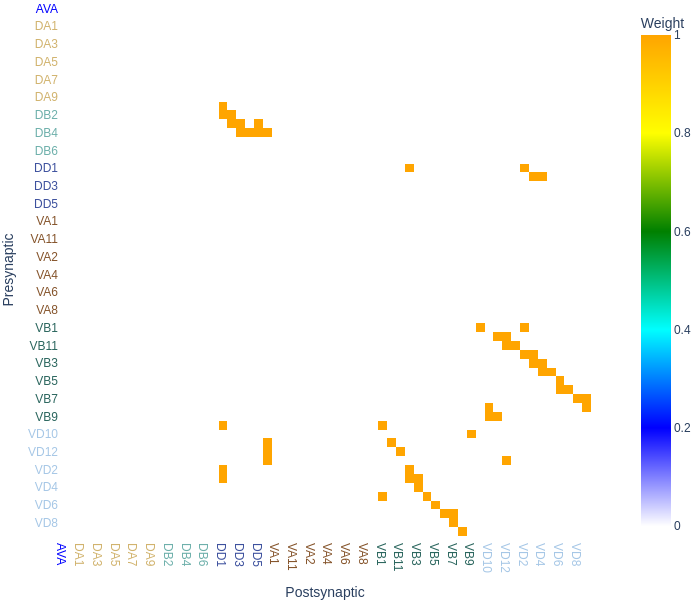 Weight
AVA
DA1
DA3
DA5
DA7
DA9
DB2
DB4
DB6
DD1
DD3
DD5
VA1
VA11
VA2
VA4
VA6
VA8
VB1
VB11
VB3
VB5
VB7
VB9
VD10
VD12
VD2
VD4
VD6
VD8
Presynaptic
1
0.8
0.6
0.4
0.2
0
AVA
DA1
DA3
DA5
DA7
DA9
DB2
DB4
DB6
DD1
DD3
DD5
VA1
VA11
VA2
VA4
VA6
VA8
VB1
VB11
VB3
VB5
VB7
VB9
VD10
VD12
VD2
VD4
VD6
VD8
Postsynaptic